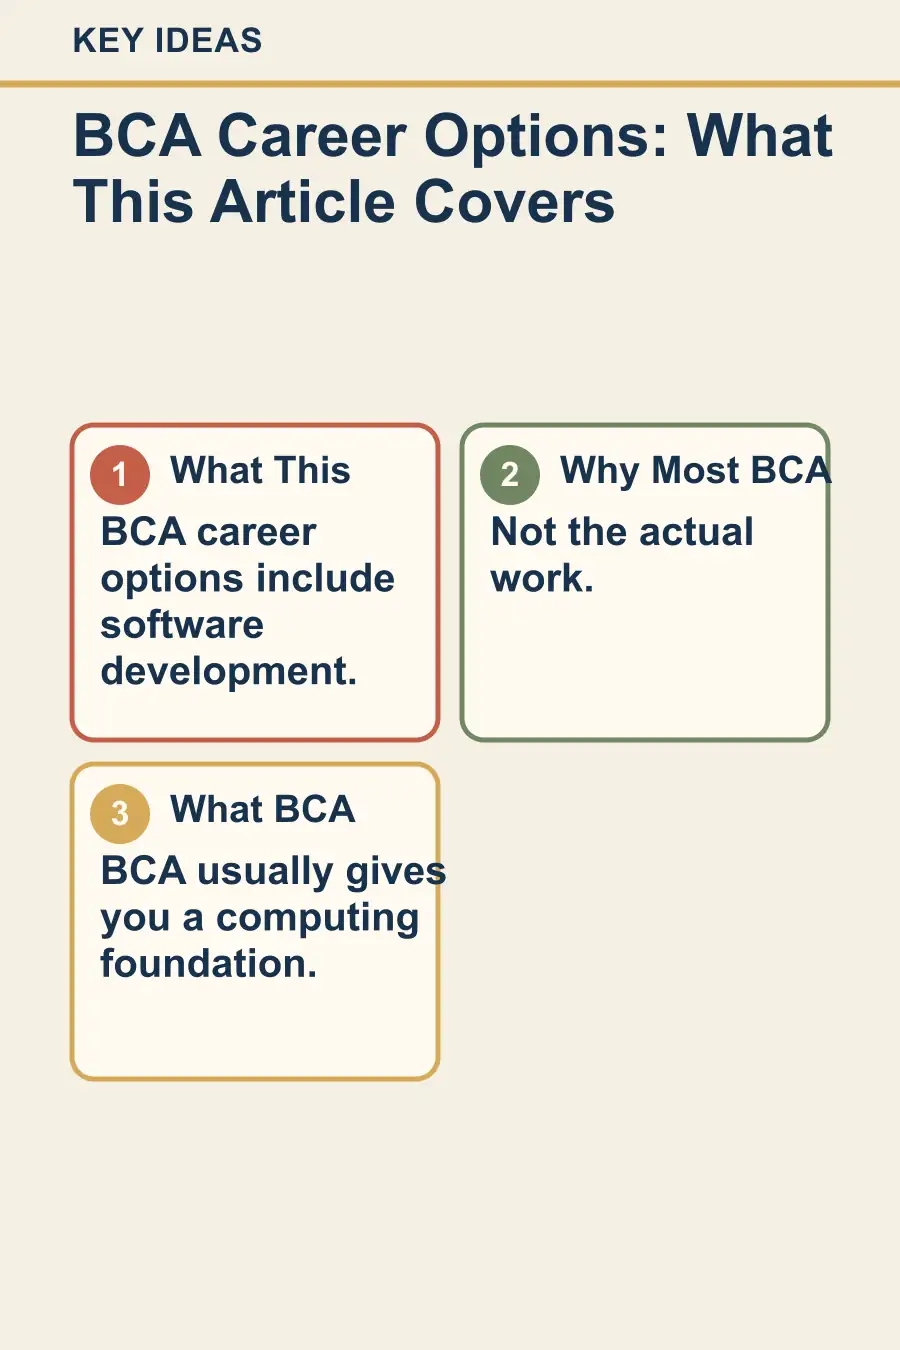 KEY IDEAS
BCA Career Options: What
This Article Covers
1 What This
BCA career
options include
software
development.
2 Why Most BCA
Not the actual
work.
3 What BCA
BCA usually gives
you a computing
foundation.